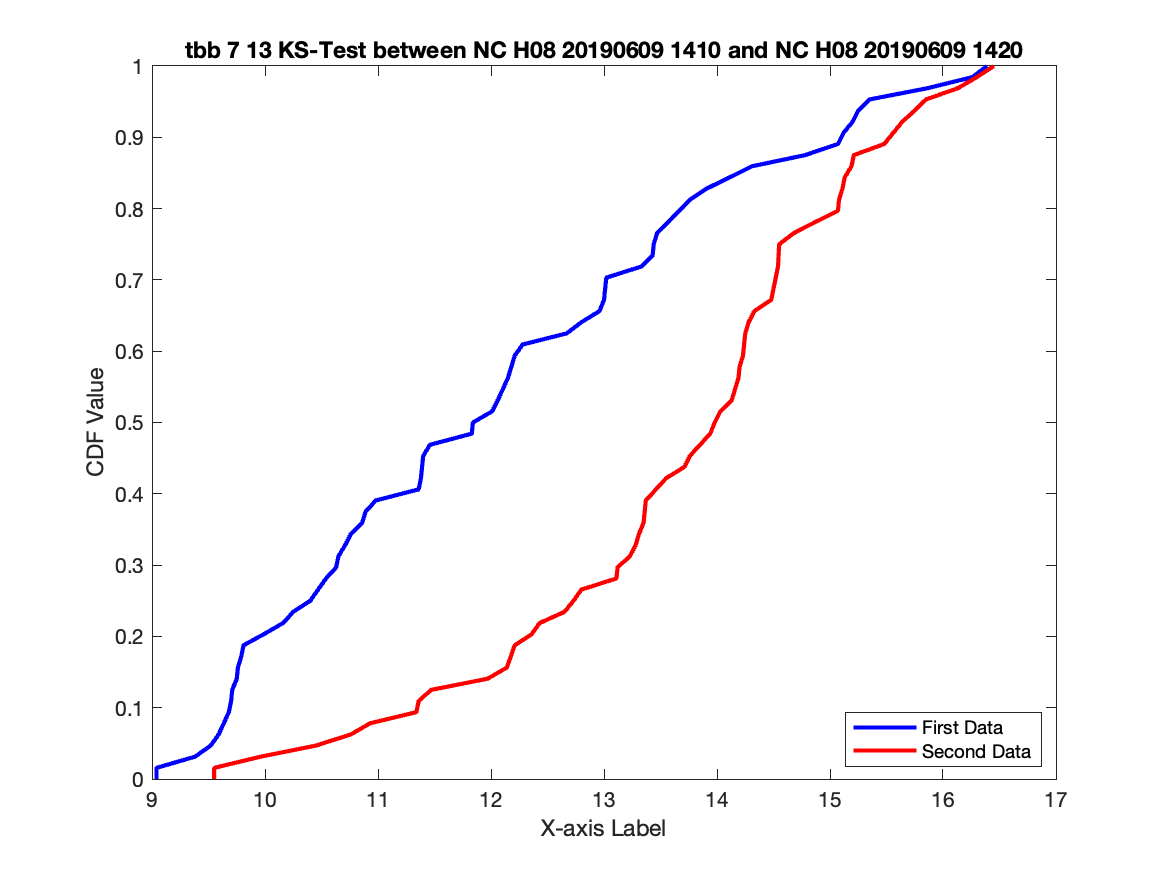 tbb 7 13 KS-Test between NC H08 20190609 1410 and NC H08 20190609 1420
1
0.9
0.8
0.7
0.6
0.5
0.4
0.3
0.2
0.1
0
CDF Value
First Data
Second Data
9 10 11 12 13 14 15 16 17
X-axis Label